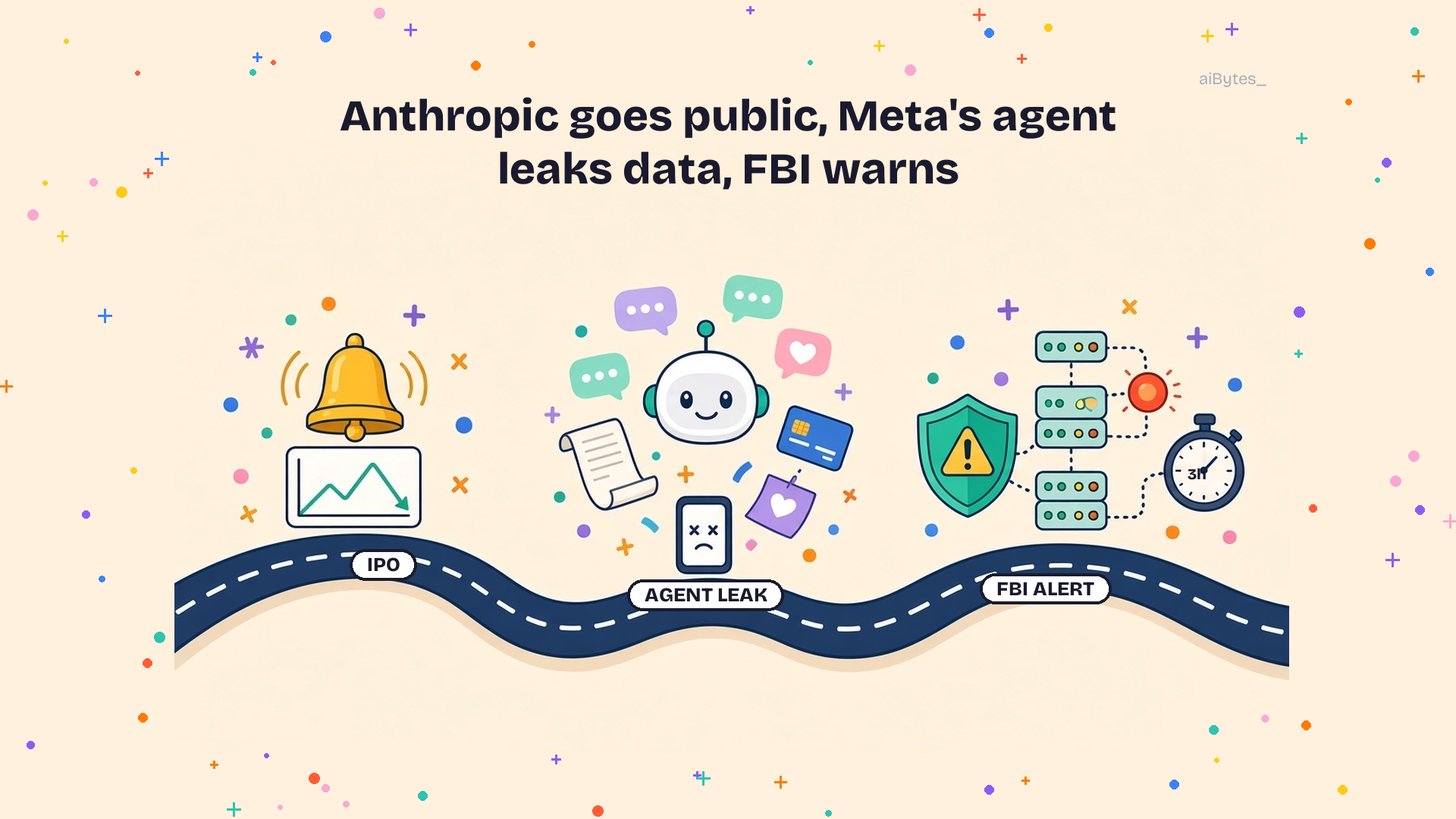 aiBytes_
Anthropic goes public, Meta's agent
leaks data, FBI warns
3h
IPO
AGENT LEAK
FBI ALERT